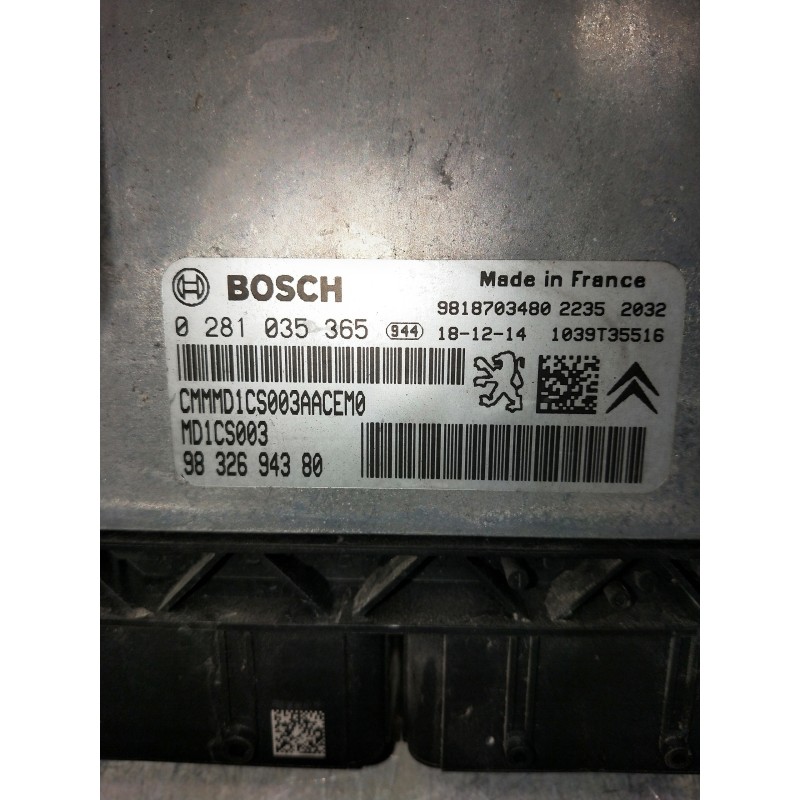 BOSCH
Made in France
9818703480 2235 2032
0 281 035 365 944 18-12-14 1039T35516
CMMMD1CS003AACEM0
MD1CS003
98 326 943 80